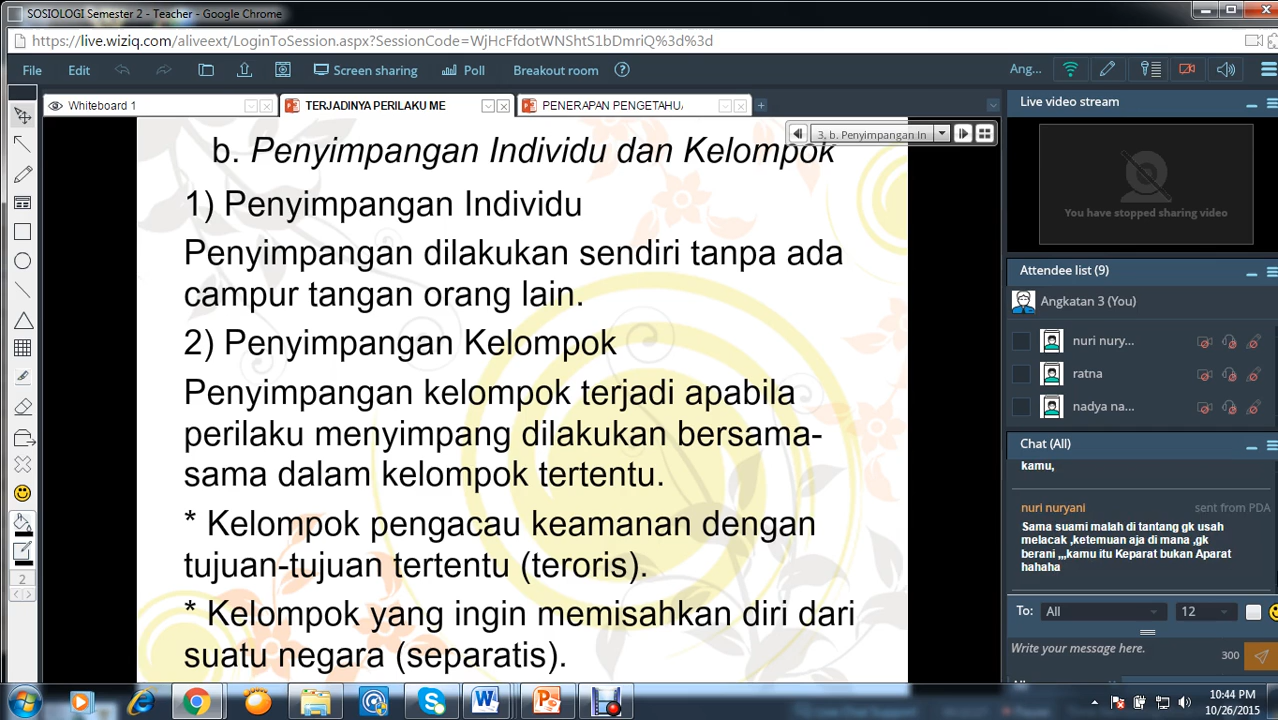 SOSIOLOGI Semester 2 - Teacher - Google Chrome
https://live.wiziq.com/aliveext/LoginToSession.aspx?SessionCode=WjHcFfdotWNShtS1bDmriQ%3d%3d
File Edit Screen sharing Poll Breakout room Ang...
Whiteboard 1 TERJADINYA PERILAKU ME PENERAPAN PENGETAHU
3, b. Penyimpangan In
b. Penyimpangan Individu dan Kelompok
1) Penyimpangan Individu
Penyimpangan dilakukan sendiri tanpa ada
campur tangan orang lain.
2) Penyimpangan Kelompok
Penyimpangan kelompok terjadi apabila
perilaku menyimpang dilakukan bersama-
sama dalam kelompok tertentu.
* Kelompok pengacau keamanan dengan
tujuan-tujuan tertentu (teroris).
* Kelompok yang ingin memisahkan diri dari
suatu negara (separatis).
2
Live video stream
You have stopped sharing video
Attendee list (9)
Angkatan 3 (You)
nuri nury...
ratna
nadya na...
Chat (All)
kamu,
nuri nuryani sent from PDA
Sama suami malah di tantang gk usah
melacak ,ketemuan aja di mana ,gk
berani ,,,kamu itu Keparat bukan Aparat
hahaha
To: All 12
Write your message here. 300
10:44 PM
10/26/2015